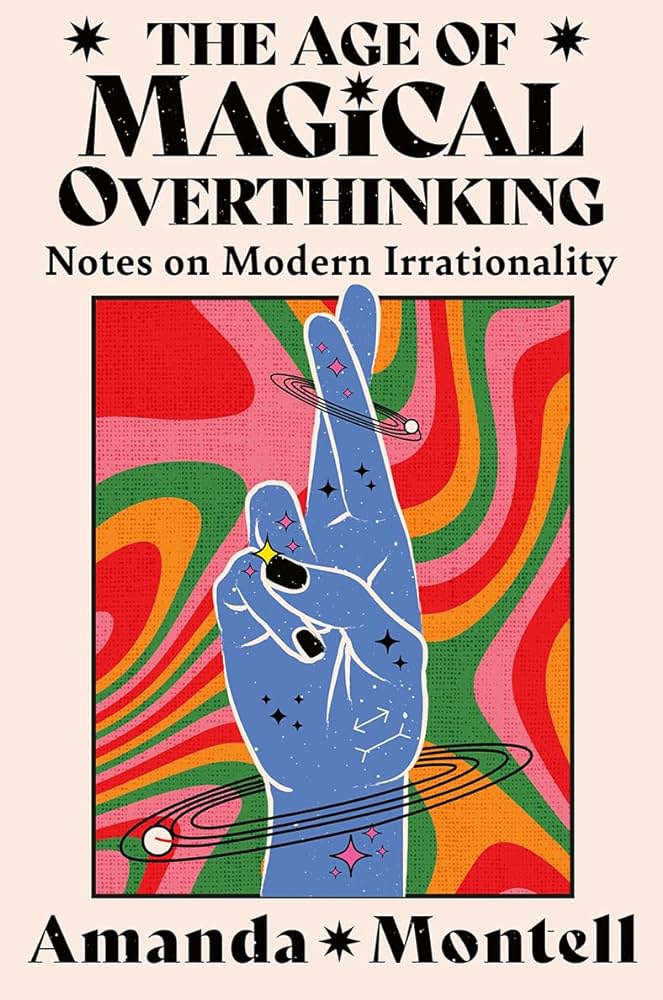 THE AGE OF
MAGiCAL
OVERTHINKING
Notes on Modern Irrationality
Amanda Montell